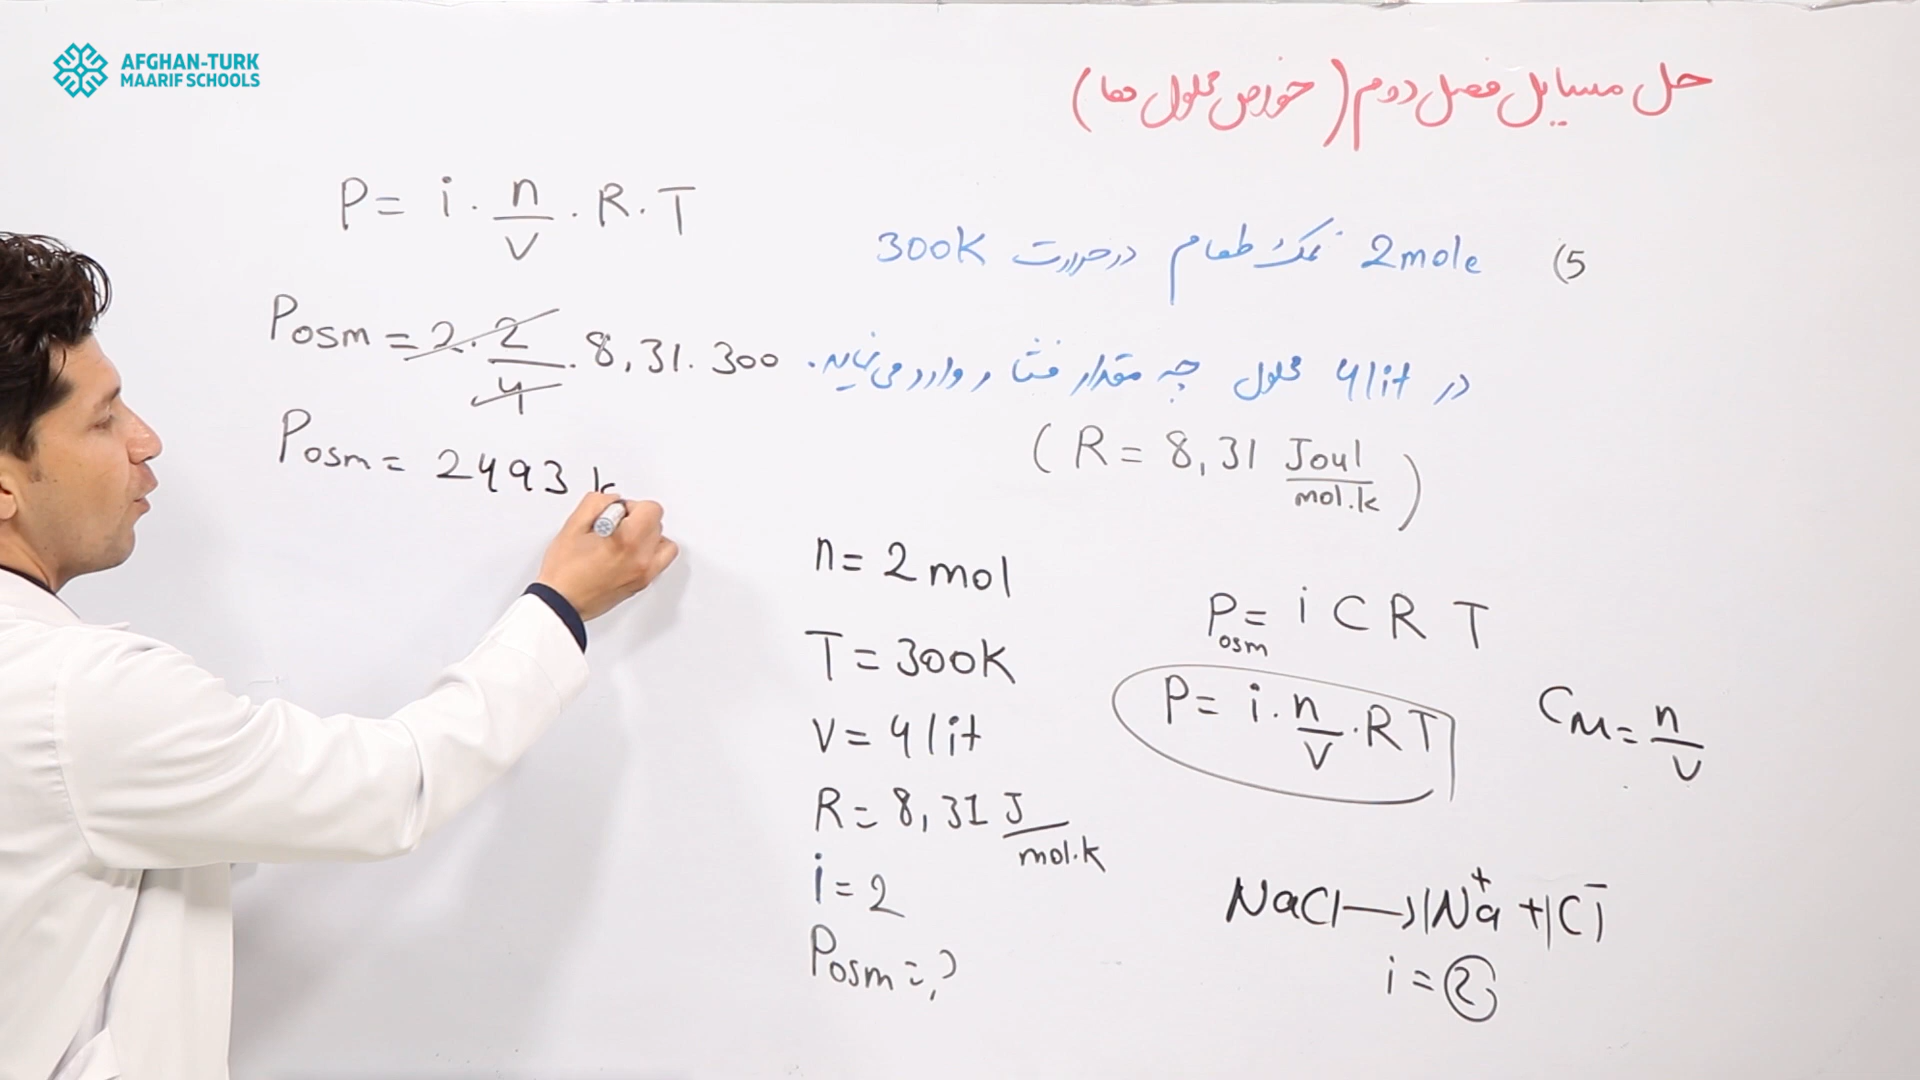 AFGHAN-TURK
MAARIF SCHOOLS
حل مسایل فصل دوم (خواص محلول ها)
5) 2mole نمک طعام در حرارت 300K
در 4lit محلول چه مقدار فشار وارد می نماید.
(R = 8,31 Joul/mol.k)
P = i . n/v . R . T
Posm = 2 . 2/4 . 8,31 . 300
Posm = 2493 k
n = 2 mol
T = 300K
V = 4 lit
R = 8,31 J/mol.k
i = 2
Posm = ?
Posm = i C R T
P = i . n/v . R T
CM = n/v
NaCl → 1Na+ + 1Cl-
i = 2